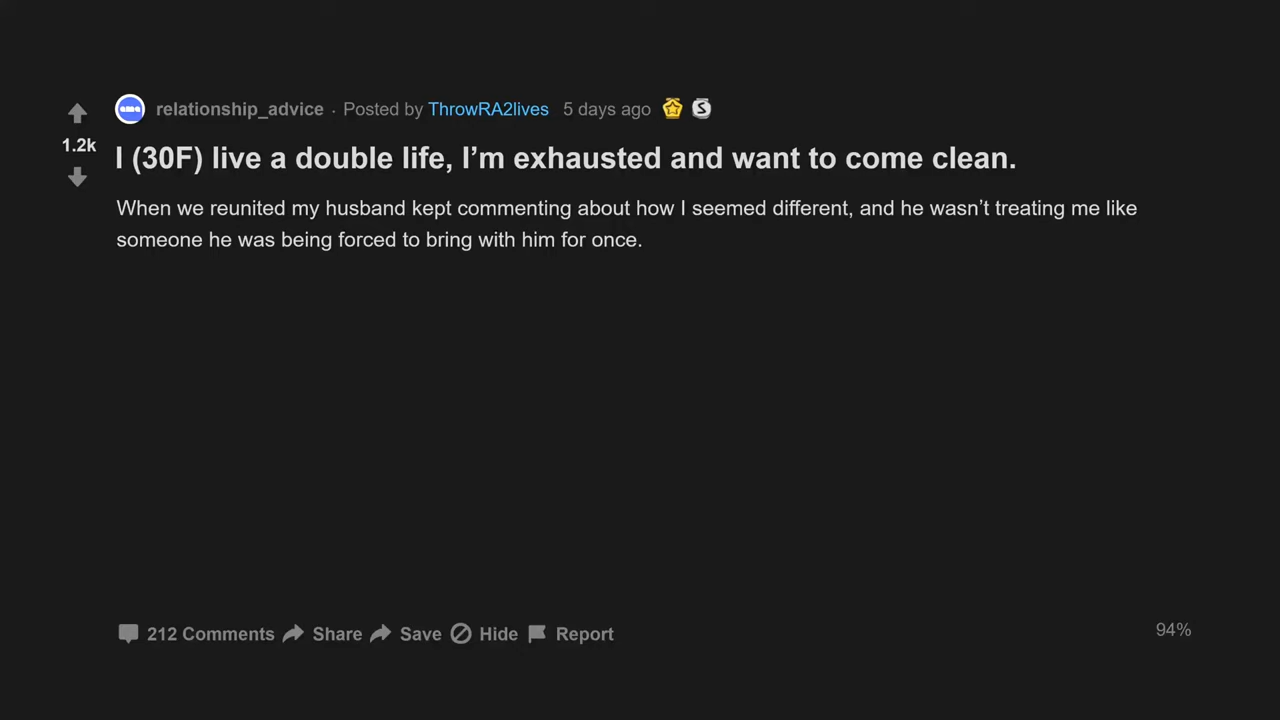 relationship_advice · Posted by ThrowRA2lives 5 days ago
1.2k
I (30F) live a double life, I’m exhausted and want to come clean.
When we reunited my husband kept commenting about how I seemed different, and he wasn’t treating me like
someone he was being forced to bring with him for once.
212 Comments Share Save Hide Report
94%